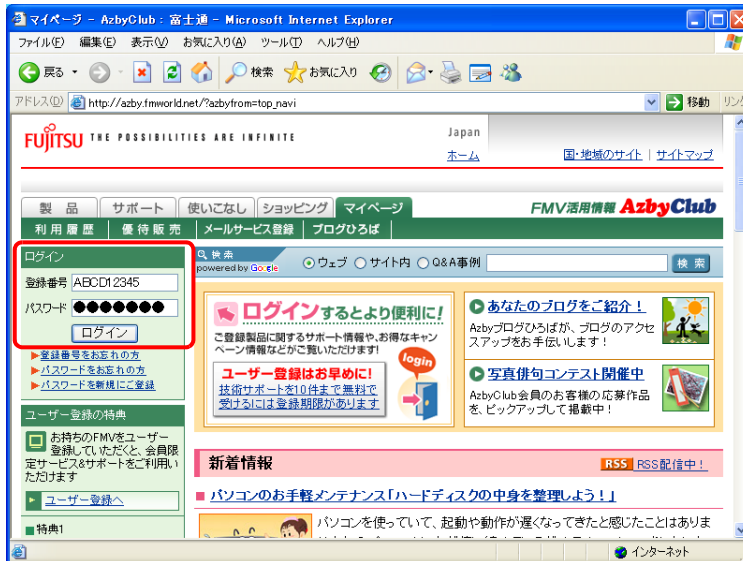 マイページ - AzbyClub : 富士通 - Microsoft Internet Explorer
ファイル(F) 編集(E) 表示(V) お気に入り(A) ツール(T) ヘルプ(H)
戻る 検索 お気に入り
アドレス(D) http://azby.fmworld.net/?azbyfrom=top_navi 移動 リンク
FUJITSU THE POSSIBILITIES ARE INFINITE
Japan
ホーム
国・地域のサイト | サイトマップ
製 品 サポート 使いこなし ショッピング マイページ
FMV活用情報 AzbyClub
利用履歴 優待販売 メールサービス登録 ブログひろば
ログイン
登録番号 ABCD12345
パスワード ●●●●●●●
ログイン
▶登録番号をお忘れの方
▶パスワードをお忘れの方
▶パスワードを新規にご登録
検索
powered by Google
ウェブ サイト内 Q&A事例 検 索
ログインするとより便利に!
ご登録製品に関するサポート情報や、お得なキャン
ペーン情報などがご覧いただけます!
login
ユーザー登録はお早めに!
技術サポートを10件まで無料で
受けるには登録期限があります
あなたのブログをご紹介！
Azbyブログひろばが、ブログのアクセ
スアップをお手伝いします！
写真俳句コンテスト開催中
AzbyClub会員のお客様の応募作品
を、ピックアップして掲載中！
ユーザー登録の特典
お持ちのFMVをユーザー
登録していただくと、会員限
定サービス&サポートをご利用い
ただけます
ユーザー登録へ
■特典1
新着情報
RSS RSS配信中！
■ パソコンのお手軽メンテナンス「ハードディスクの中身を整理しよう！」
パソコンを使っていて、起動や動作が遅くなってきたと感じたことはありま
インターネット